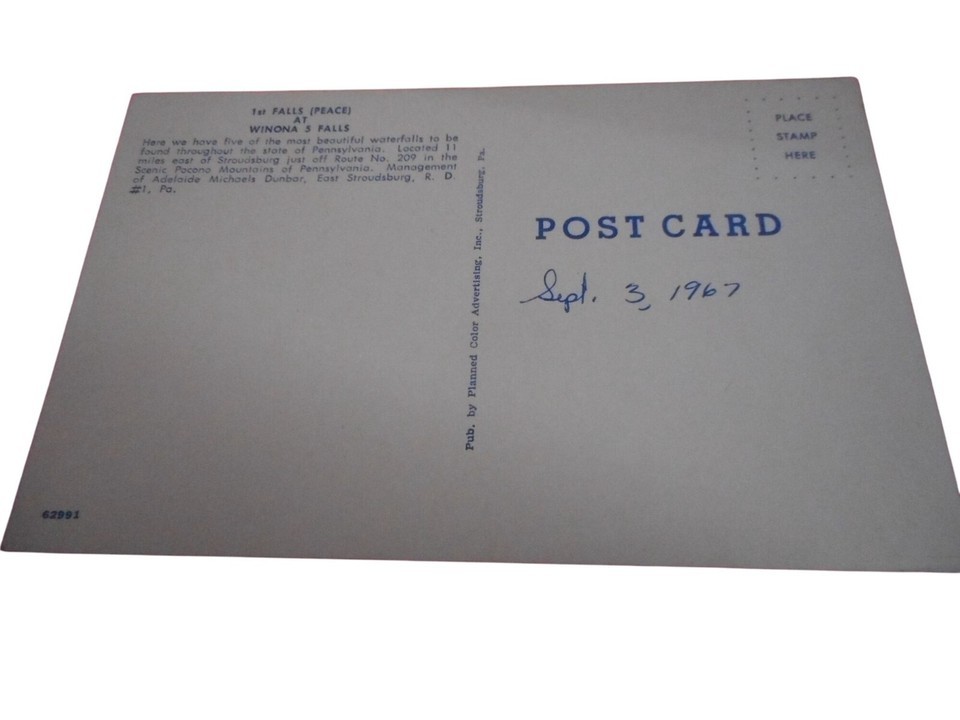 1st FALLS (PEACE)
AT
WINONA 5 FALLS
Here we have five of the most beautiful waterfalls to be
found throughout the state of Pennsylvania. Located 11
miles east of Stroudsburg just off Route No. 209 in the
Scenic Pocono Mountains of Pennsylvania. Management
of Adelaide Michaels Dunbar, East Stroudsburg, R. D.
#1, Pa.
62991
Pub. by Planned Color Advertising, Inc., Stroudsburg, Pa.
PLACE
STAMP
HERE
POST CARD
Sept. 3, 1967